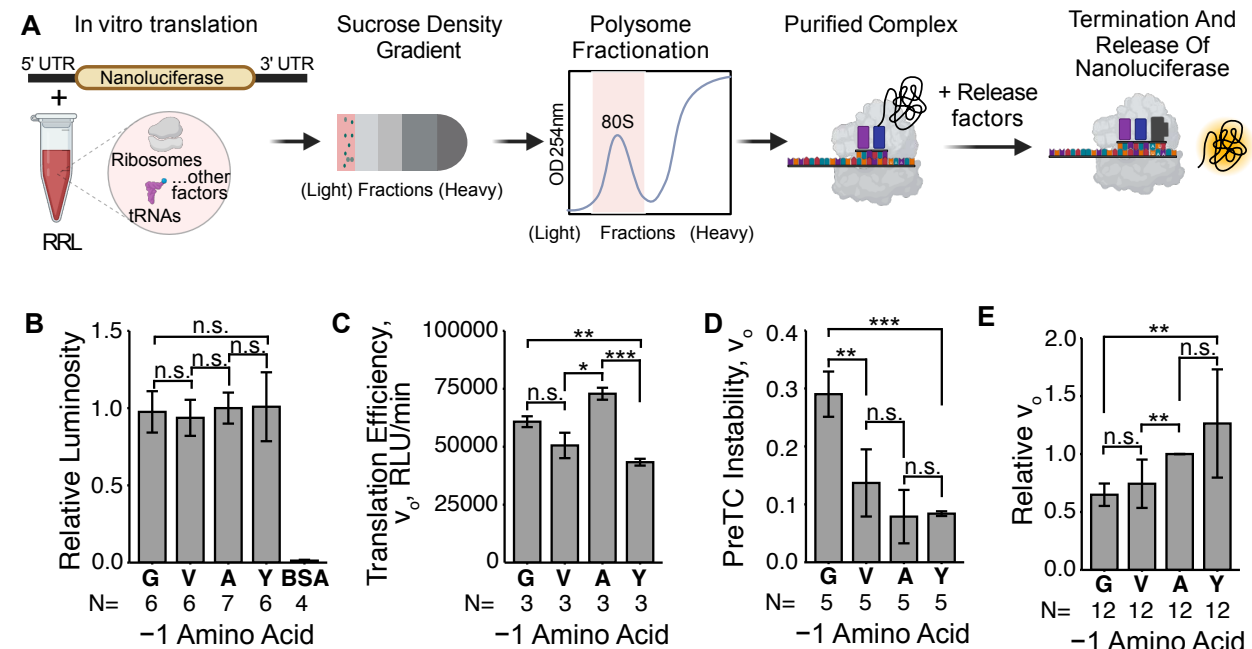 A
In vitro translation
5' UTR
Nanoluciferase
3' UTR
+
Ribosomes
...other
factors
tRNAs
RRL
Sucrose Density
Gradient
(Light) Fractions (Heavy)
Polysome
Fractionation
OD254nm
80S
(Light) Fractions (Heavy)
Purified Complex
+ Release
factors
Termination And
Release Of
Nanoluciferase
B
Relative Luminosity
1.5
1.0
0.5
0.0
n.s.
n.s.
n.s.
n.s.
G V A Y BSA
N= 6 6 7 6 4
−1 Amino Acid
C
Translation Efficiency,
vo, RLU/min
100000
75000
50000
25000
0
**
***
*
n.s.
G V A Y
N= 3 3 3 3
−1 Amino Acid
D
PreTC Instability, vo
0.4
0.3
0.2
0.1
0.0
***
**
n.s.
n.s.
G V A Y
N= 5 5 5 5
−1 Amino Acid
E
Relative vo
2.0
1.5
1.0
0.5
0.0
**
n.s.
**
n.s.
G V A Y
N= 12 12 12 12
−1 Amino Acid